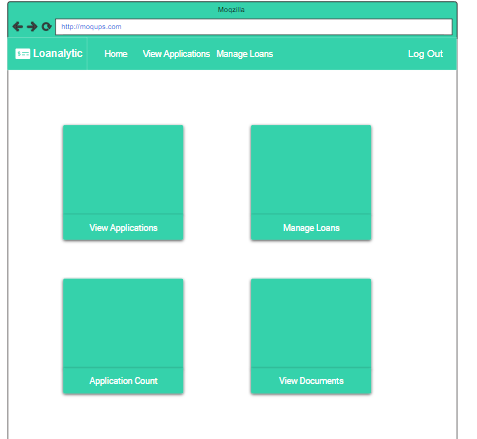 Moqzilla
http://moqups.com
Loanalytic Home View Applications Manage Loans Log Out
View Applications Manage Loans
Application Count View Documents